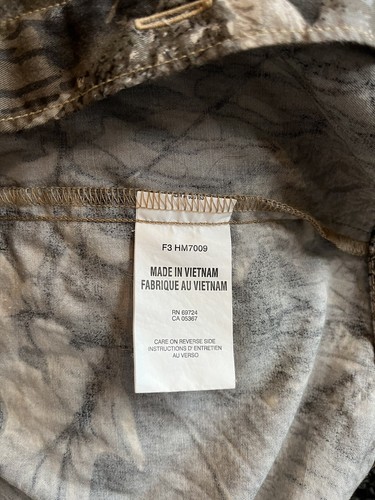 F3 HM7009
MADE IN VIETNAM
FABRIQUE AU VIETNAM
RN 69724
CA 05367
CARE ON REVERSE SIDE
INSTRUCTIONS D'ENTRETIEN
AU VERSO